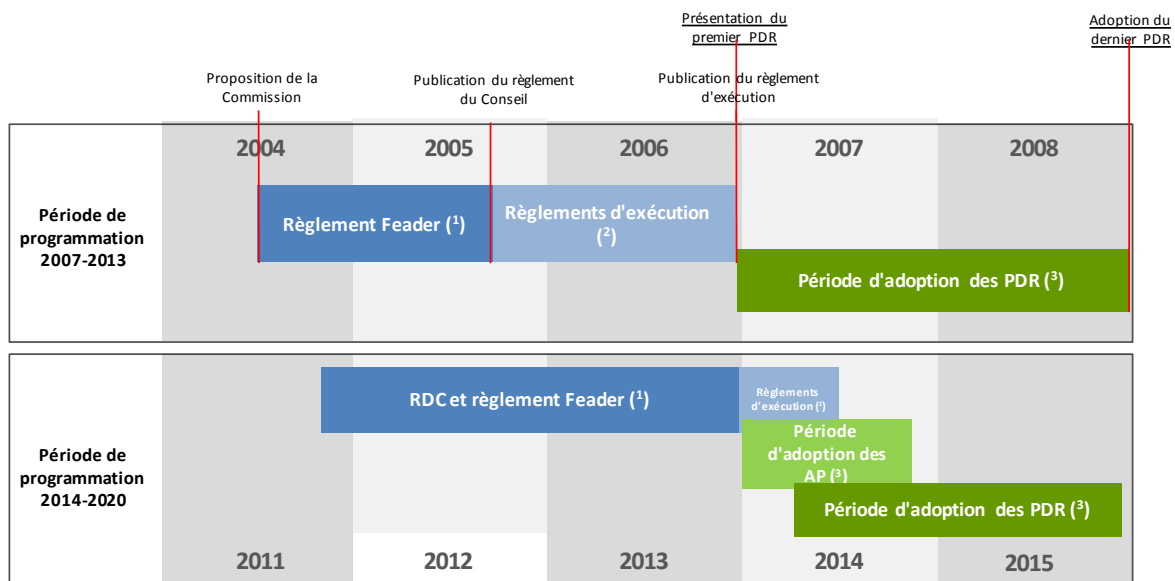 Présentation du
premier PDR
Adoption du
dernier PDR
Proposition de la
Commission
Publication du règlement
du Conseil
Publication du règlement
d'exécution
2004
2005
2006
2007
2008
Période de
programmation
2007-2013
Règlement Feader (¹)
Règlements d'exécution
(²)
Période d'adoption des PDR (³)
Période de
programmation
2014-2020
RDC et règlement Feader (¹)
Règlements
d'exécution (²)
Période
d'adoption des
AP (³)
Période d'adoption des PDR (³)
2011
2012
2013
2014
2015